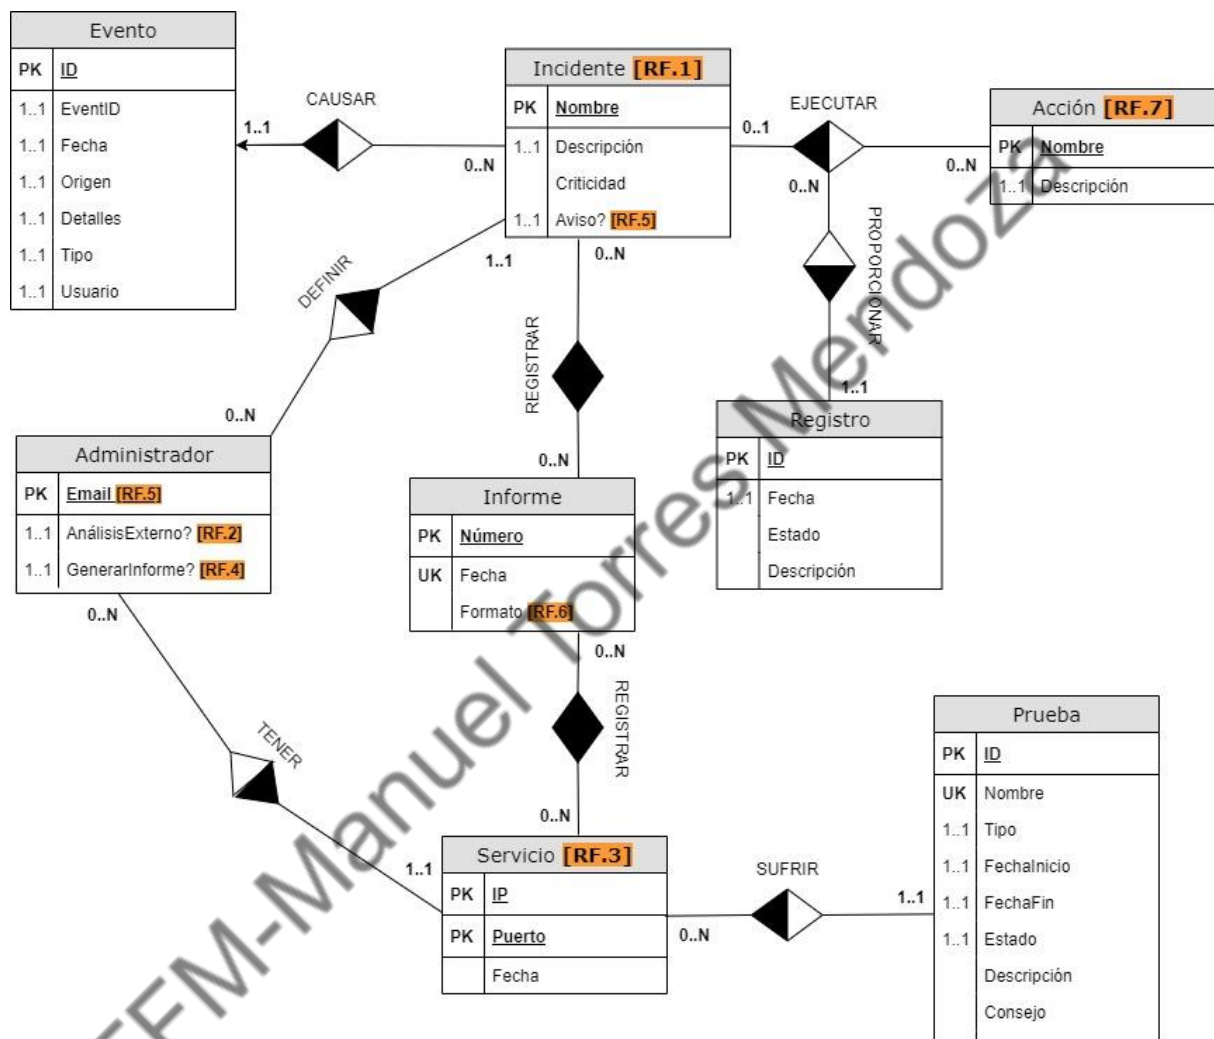 Evento
PK ID
1..1 EventID
1..1 Fecha
1..1 Origen
1..1 Detalles
1..1 Tipo
1..1 Usuario
CAUSAR
1..1
0..N
Incidente [RF.1]
PK Nombre
1..1 Descripción
Criticidad
1..1 Aviso? [RF.5]
EJECUTAR
0..1
0..N
0..N
Acción [RF.7]
PK Nombre
1..1 Descripción
PROPORCIONAR
1..1
Registro
PK ID
1..1 Fecha
Estado
Descripción
DEFINIR
1..1
0..N
0..N
REGISTRAR
0..N
Administrador
PK Email [RF.5]
1..1 AnálisisExterno? [RF.2]
1..1 GenerarInforme? [RF.4]
0..N
Informe
PK Número
UK Fecha
Formato [RF.6]
0..N
REGISTRAR
0..N
TENER
1..1
Servicio [RF.3]
PK IP
PK Puerto
Fecha
SUFRIR
0..N
1..1
Prueba
PK ID
UK Nombre
1..1 Tipo
1..1 FechaInicio
1..1 FechaFin
1..1 Estado
Descripción
Consejo
TFM-Manuel Torres Mendoza